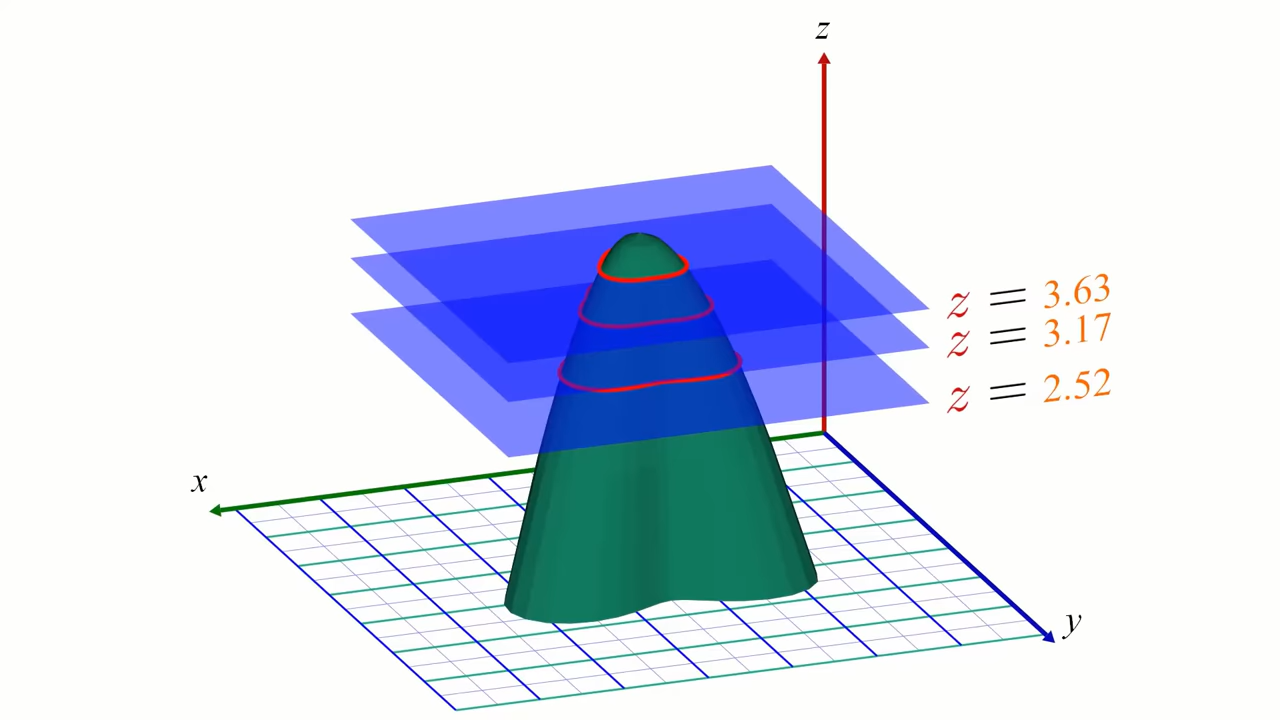 z
z = 3.63
z = 3.17
z = 2.52
x
y